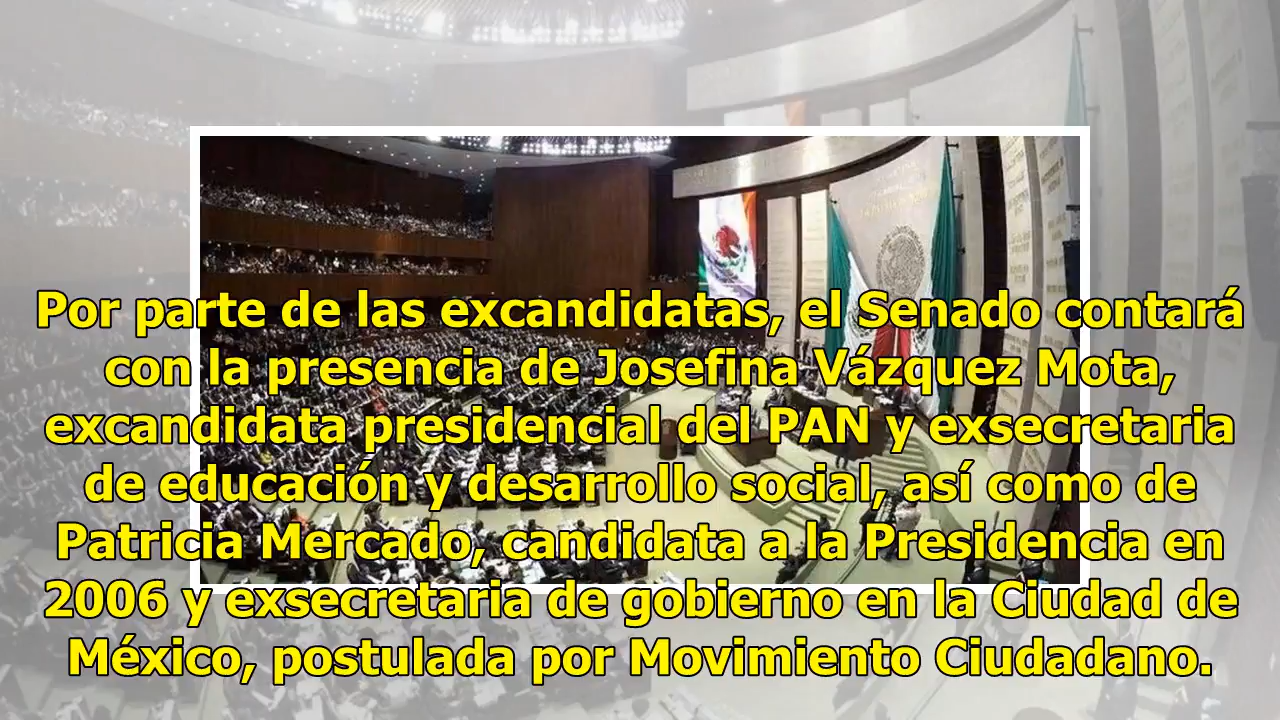 Por parte de las excandidatas, el Senado contará
con la presencia de Josefina Vázquez Mota,
excandidata presidencial del PAN y exsecretaria
de educación y desarrollo social, así como de
Patricia Mercado, candidata a la Presidencia en
2006 y exsecretaria de gobierno en la Ciudad de
México, postulada por Movimiento Ciudadano.